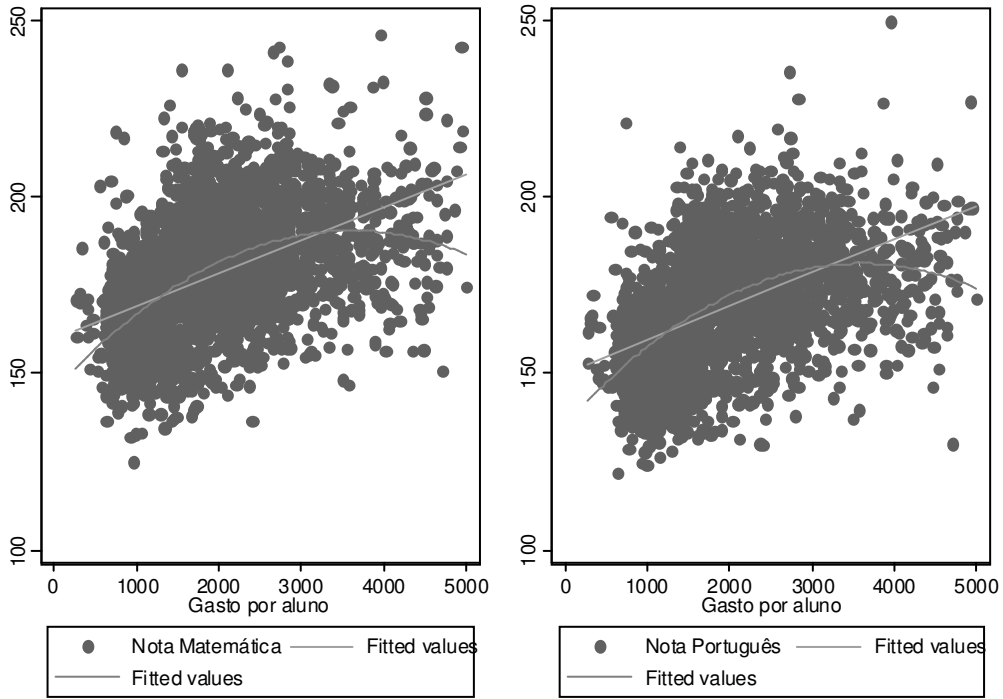 250
200
150
100
0 1000 2000 3000 4000 5000
Gasto por aluno
Nota Matemática Fitted values
Fitted values
250
200
150
100
0 1000 2000 3000 4000 5000
Gasto por aluno
Nota Português Fitted values
Fitted values